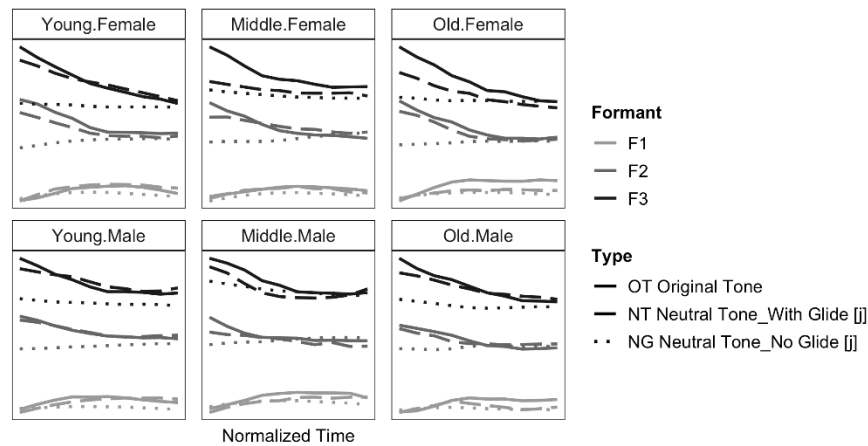 Young.Female
Middle.Female
Old.Female
Young.Male
Middle.Male
Old.Male
Normalized Time
Formant
F1
F2
F3
Type
OT Original Tone
NT Neutral Tone_With Glide [j]
NG Neutral Tone_No Glide [j]